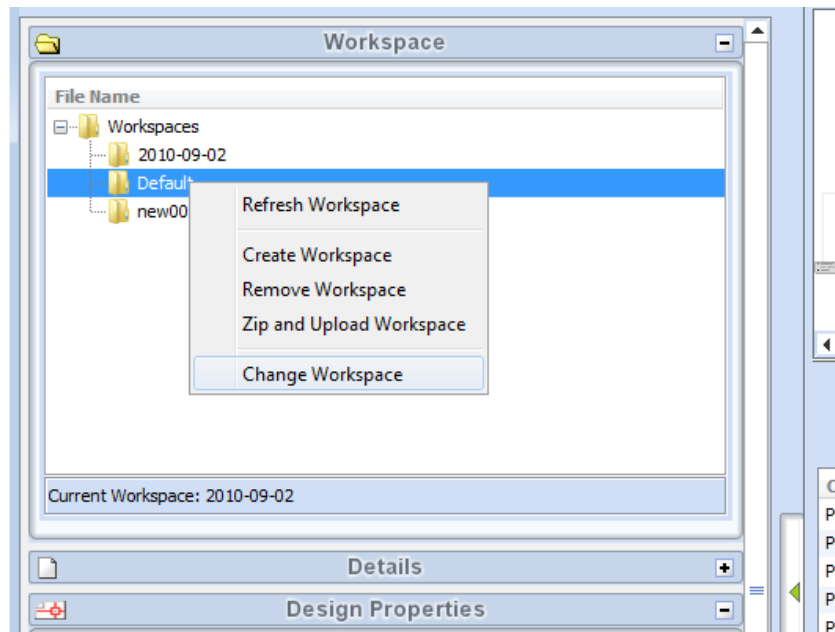 Workspace
File Name
Workspaces
2010-09-02
Default
new00
Refresh Workspace
Create Workspace
Remove Workspace
Zip and Upload Workspace
Change Workspace
Current Workspace: 2010-09-02
Details
Design Properties
P
P
P
P
P